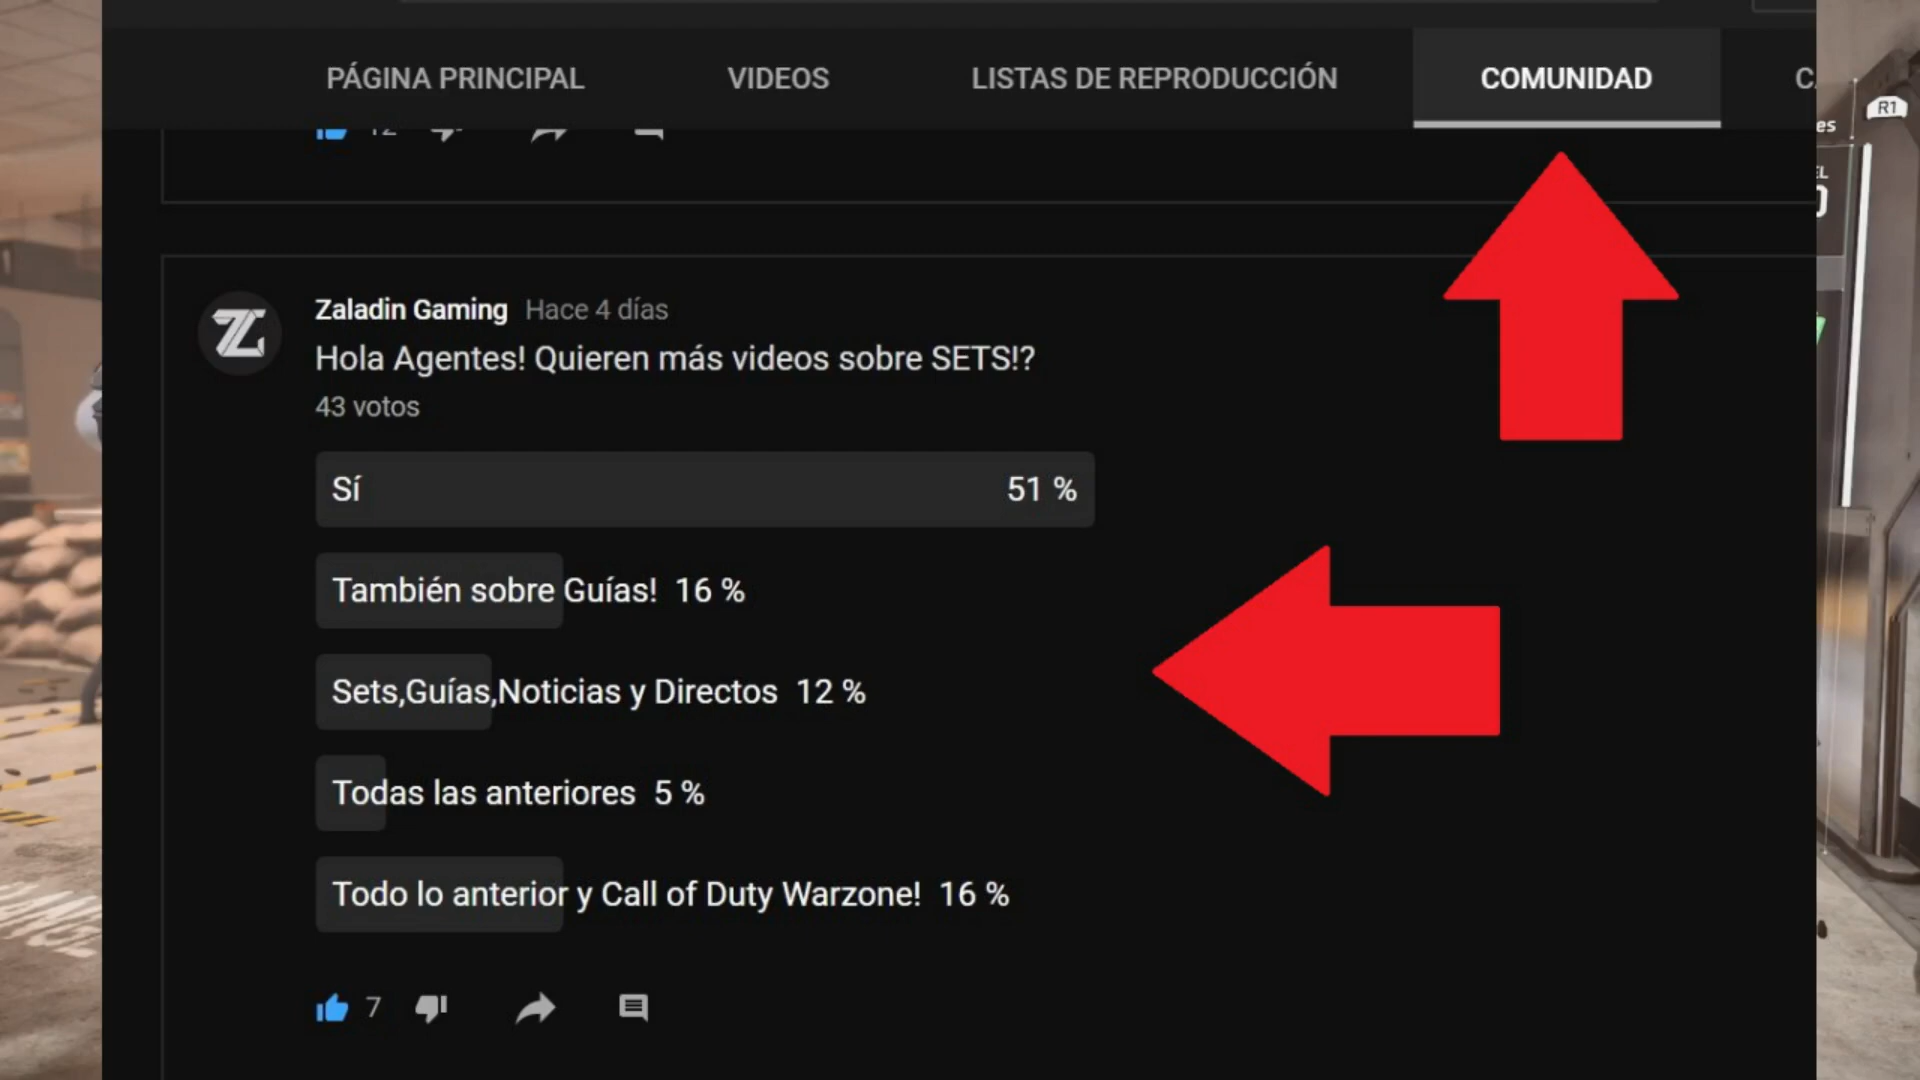 PÁGINA PRINCIPAL
VIDEOS
LISTAS DE REPRODUCCIÓN
COMUNIDAD
R1
12
Zaladin Gaming Hace 4 días
Hola Agentes! Quieren más videos sobre SETS!?
43 votos
Sí 51 %
También sobre Guías! 16 %
Sets,Guías,Noticias y Directos 12 %
Todas las anteriores 5 %
Todo lo anterior y Call of Duty Warzone! 16 %
7